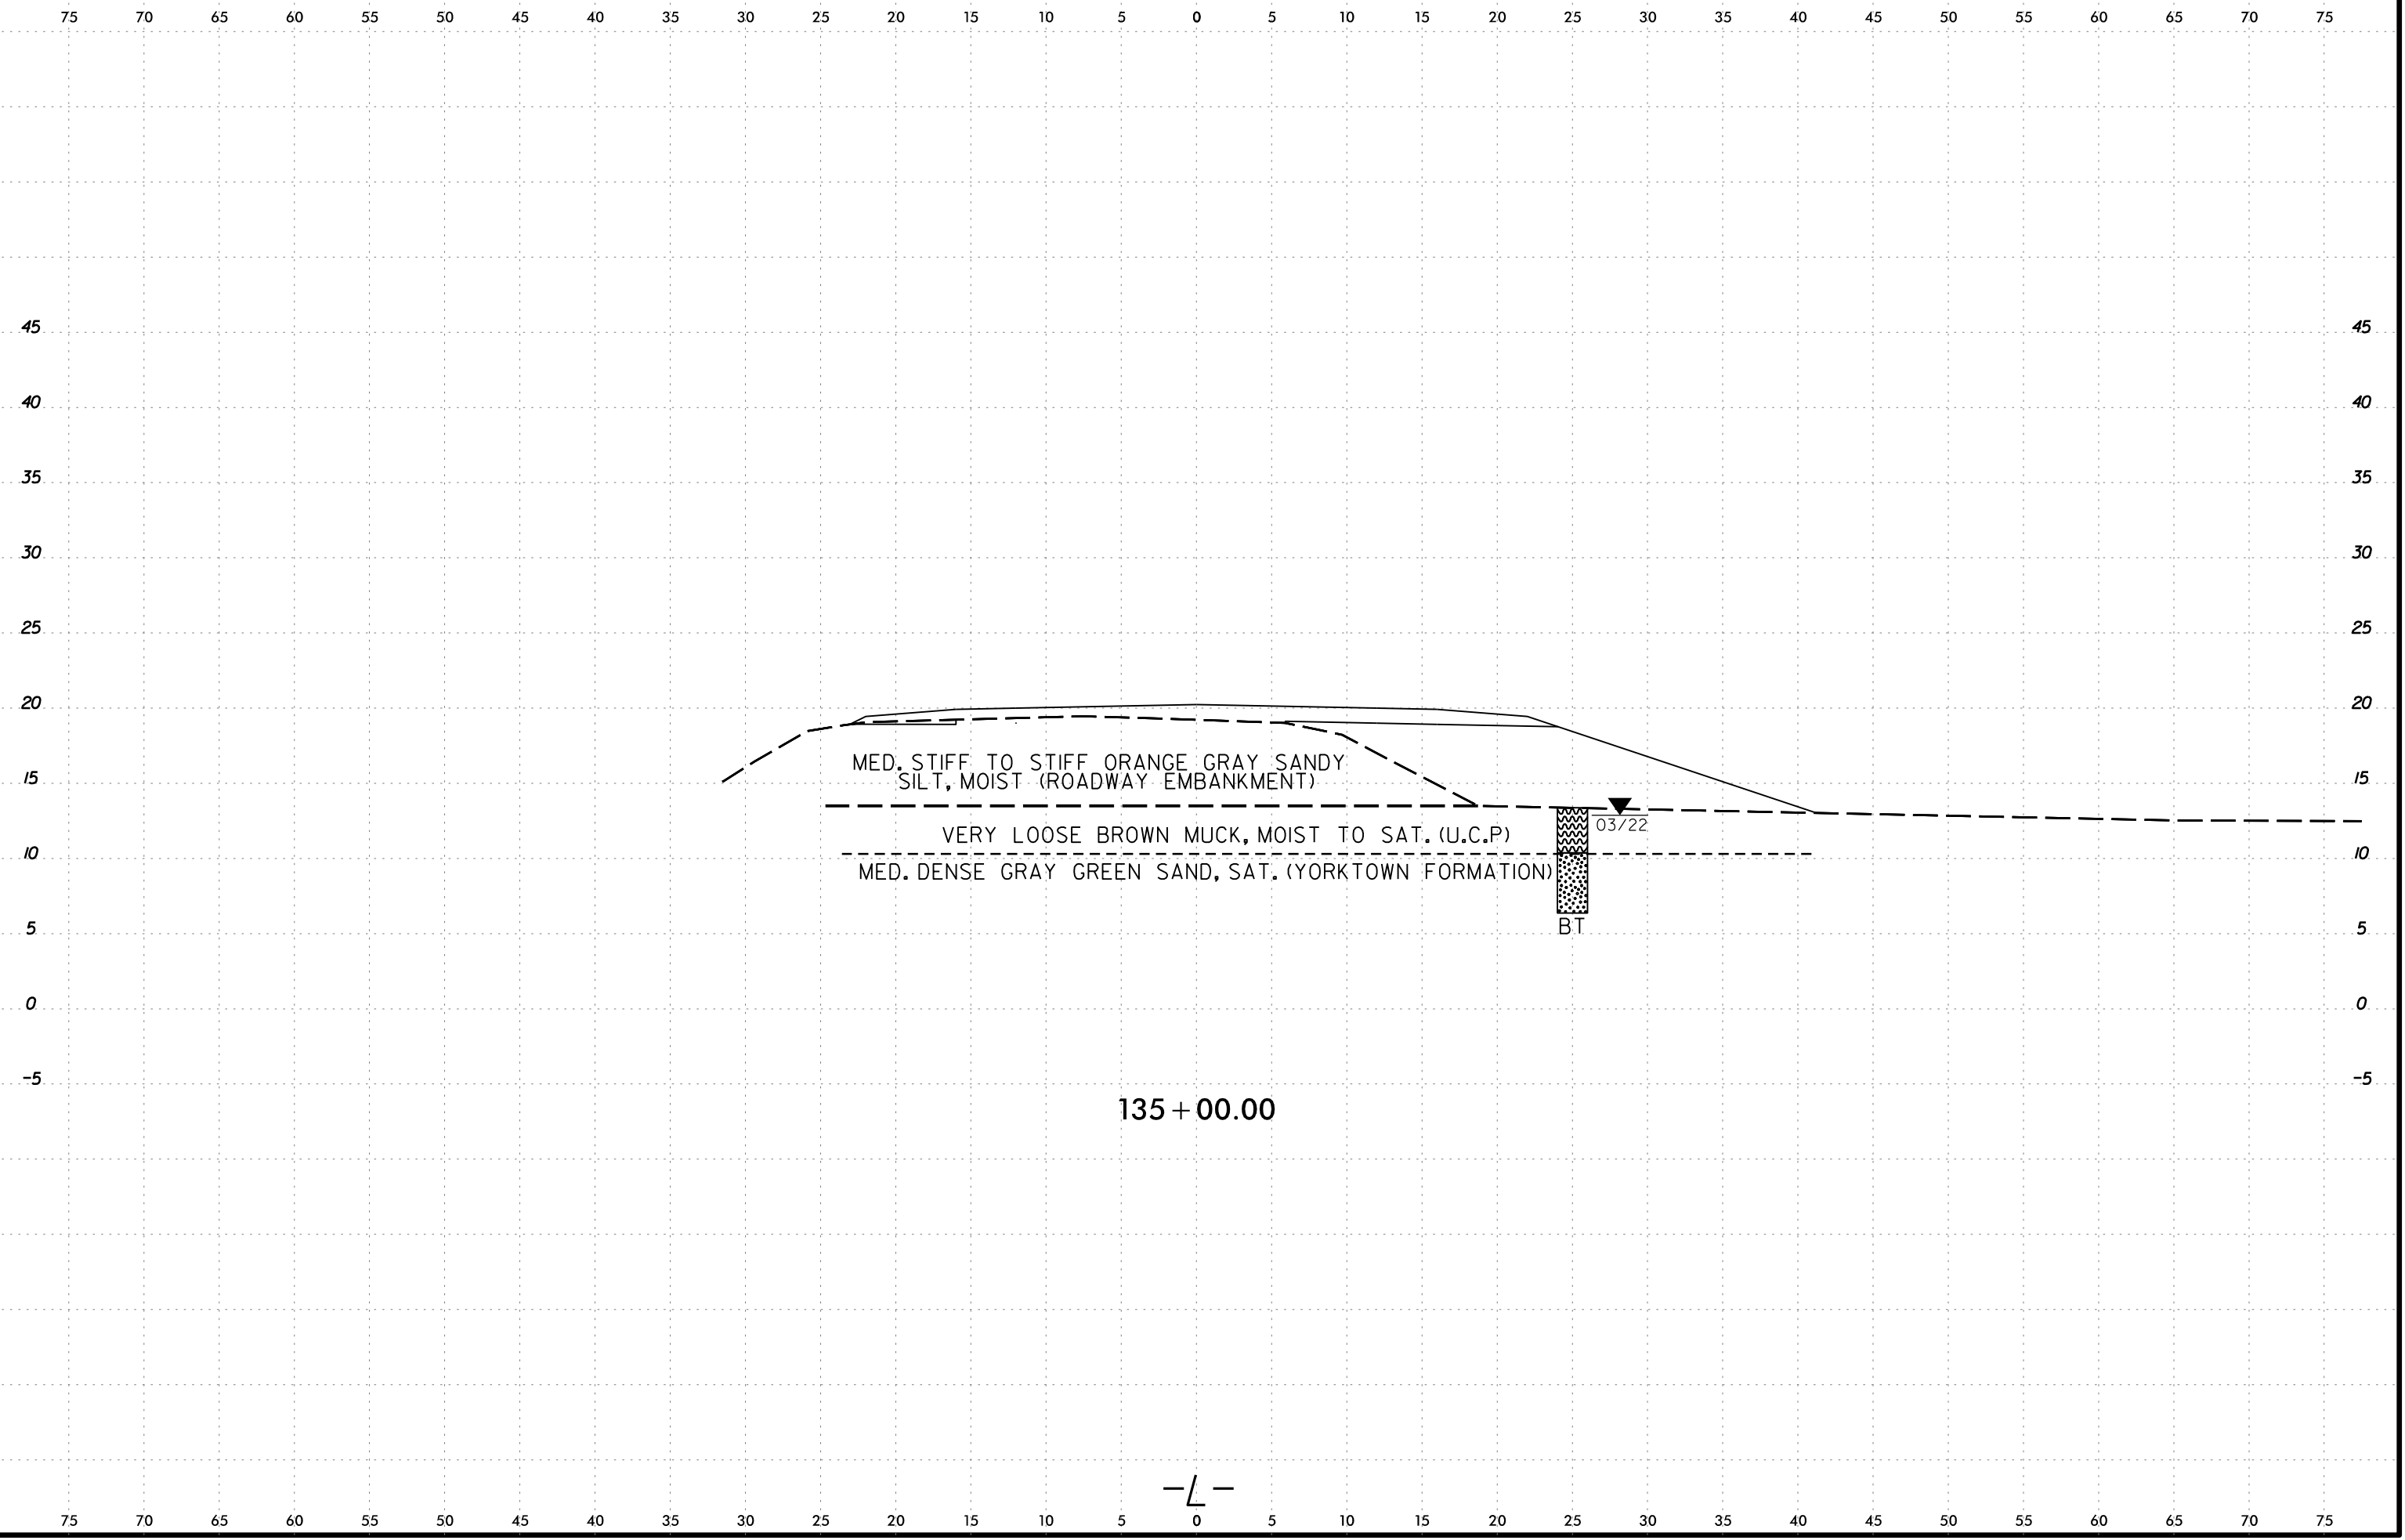 75 70 65 60 55 50 45 40 35 30 25 20 15 10 5 0 5 10 15 20 25 30 35 40 45 50 55 60 65 70 75
45 45
40 40
35 35
30 30
25 25
20 20
MED. STIFF TO STIFF ORANGE GRAY SANDY
15 SILT, MOIST (ROADWAY EMBANKMENT) 15
03/22
VERY LOOSE BROWN MUCK, MOIST TO SAT. (U.C.P)
10 10
MED. DENSE GRAY GREEN SAND, SAT. (YORKTOWN FORMATION)
5 BT 5
0 0
-5 -5
135+00.00
-L-
75 70 65 60 55 50 45 40 35 30 25 20 15 10 5 0 5 10 15 20 25 30 35 40 45 50 55 60 65 70 75